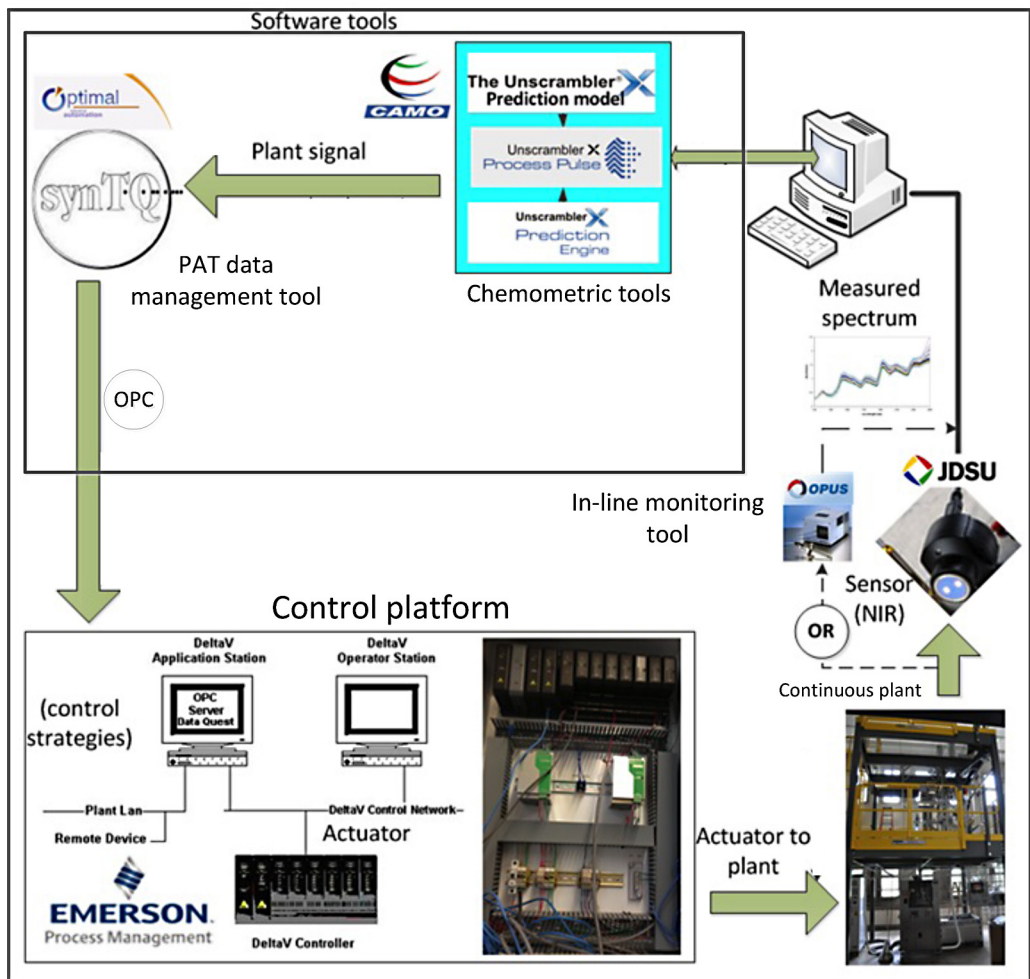 Software tools
Optimal
automation
CAMO
The Unscrambler® X
Prediction model
Unscrambler X
Process Pulse
Unscrambler X
Prediction
Engine
Plant signal
synTQ
PAT data
management tool
Chemometric tools
Measured
spectrum
OPC
OPUS
JDSU
In-line monitoring
tool
Sensor
(NIR)
OR
Continuous plant
Control platform
DeltaV
Application Station
DeltaV
Operator Station
OPC
Server
Data Quest
(control
strategies)
Plant Lan
DeltaV Control Network
Remote Device
Actuator
EMERSON.
Process Management
DeltaV Controller
Actuator to
plant